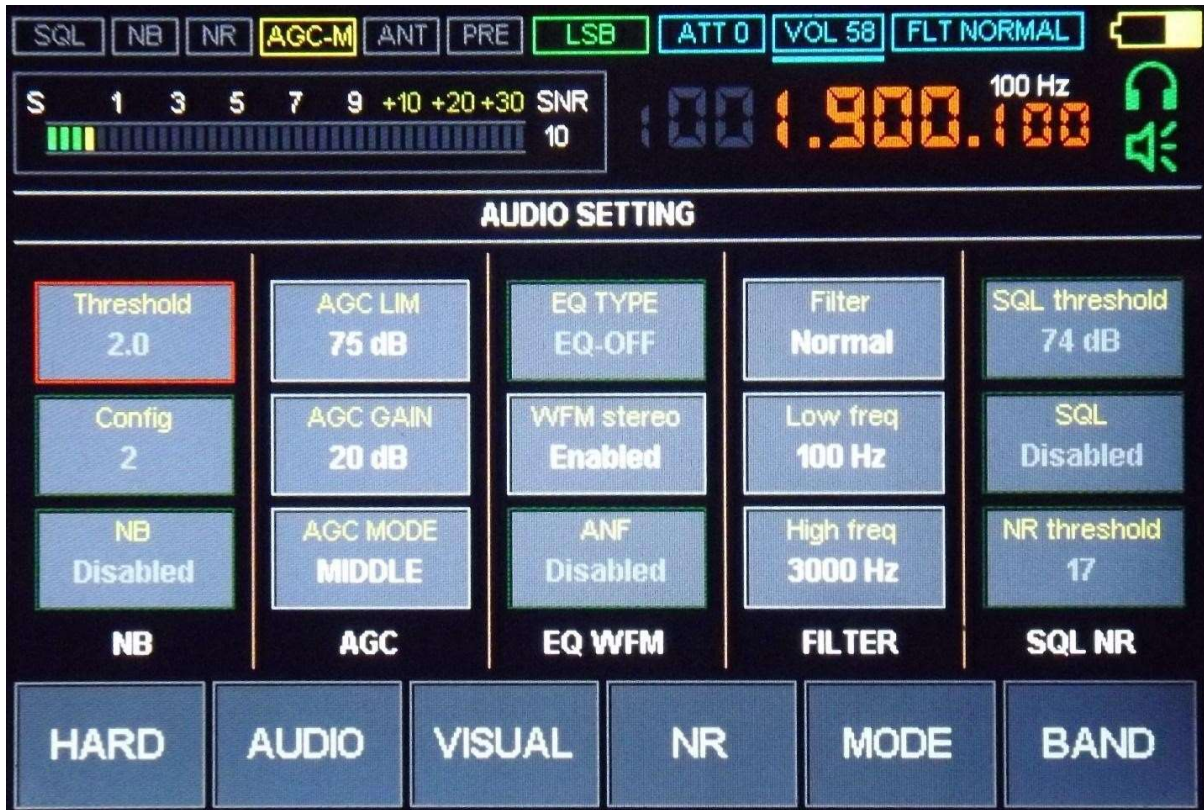 SQL NB NR AGC-M ANT PRE LSB ATT 0 VOL 58 FLT NORMAL
S 1 3 5 7 9 +10 +20 +30 SNR
10
100 Hz
1001.900.100
AUDIO SETTING
Threshold
2.0
Config
2
NB
Disabled
NB
AGC LIM
75 dB
AGC GAIN
20 dB
AGC MODE
MIDDLE
AGC
EQ TYPE
EQ-OFF
WFM stereo
Enabled
ANF
Disabled
EQ WFM
Filter
Normal
Low freq
100 Hz
High freq
3000 Hz
FILTER
SQL threshold
74 dB
SQL
Disabled
NR threshold
17
SQL NR
HARD AUDIO VISUAL NR MODE BAND